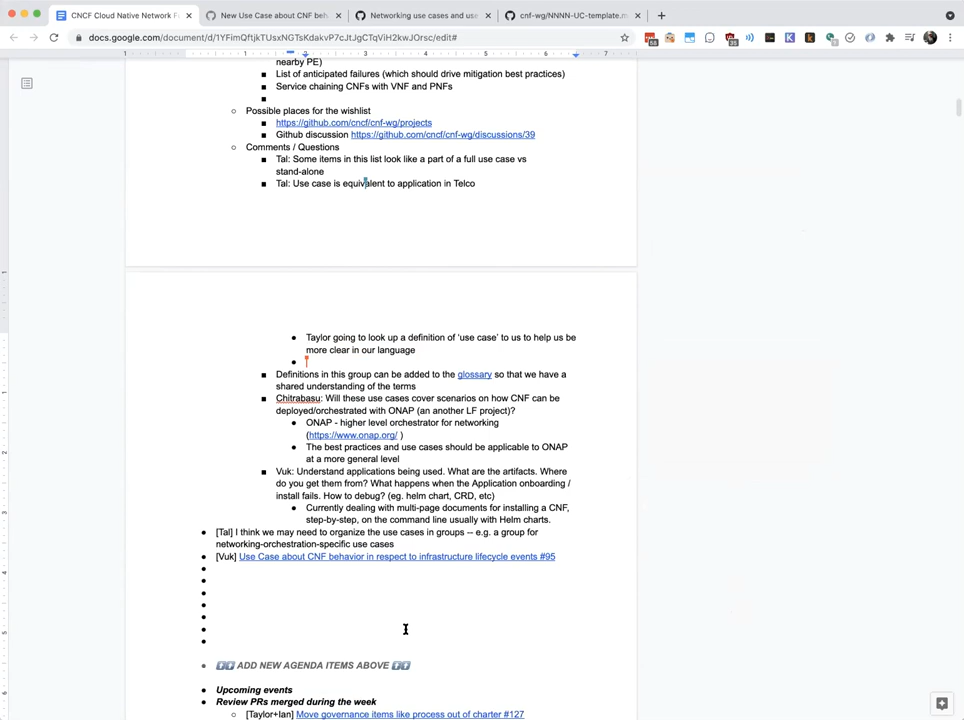 CNCF Cloud Native Network F
New Use Case about CNF beh
Networking use cases and use
cnf-wg/NNNN-UC-template.m
docs.google.com/document/d/1YFimQftjkTUsxNGTsKdakvP7cJtJgCTqViH2kwJOrsc/edit#
nearby PE)
List of anticipated failures (which should drive mitigation best practices)
Service chaining CNFs with VNF and PNFs
Possible places for the wishlist
https://github.com/cncf/cnf-wg/projects
Github discussion https://github.com/cncf/cnf-wg/discussions/39
Comments / Questions
Tal: Some items in this list look like a part of a full use case vs
stand-alone
Tal: Use case is equivalent to application in Telco
Taylor going to look up a definition of 'use case' to us to help us be
more clear in our language
Definitions in this group can be added to the glossary so that we have a
shared understanding of the terms
Chitrabasu: Will these use cases cover scenarios on how CNF can be
deployed/orchestrated with ONAP (an another LF project)?
ONAP - higher level orchestrator for networking
(https://www.onap.org/ )
The best practices and use cases should be applicable to ONAP
at a more general level
Vuk: Understand applications being used. What are the artifacts. Where
do you get them from? What happens when the Application onboarding /
install fails. How to debug? (eg. helm chart, CRD, etc)
Currently dealing with multi-page documents for installing a CNF,
step-by-step, on the command line usually with Helm charts.
[Tal] I think we may need to organize the use cases in groups -- e.g. a group for
networking-orchestration-specific use cases
[Vuk] Use Case about CNF behavior in respect to infrastructure lifecycle events #95
⬆️⬆️ ADD NEW AGENDA ITEMS ABOVE ⬆️⬆️
Upcoming events
Review PRs merged during the week
[Taylor+Ian] Move governance items like process out of charter #127